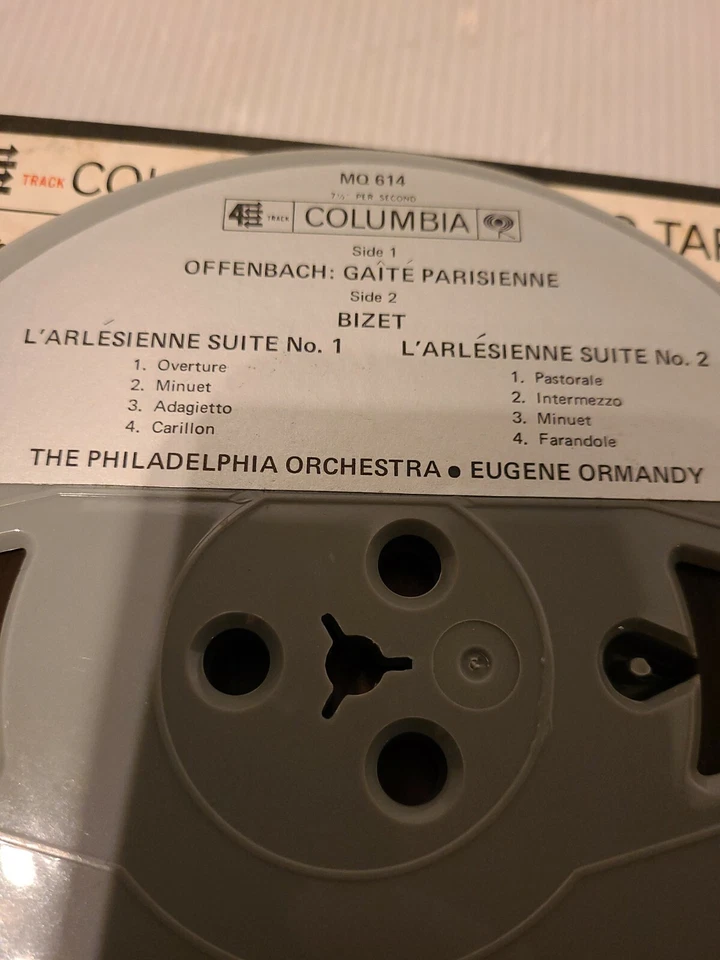 TRACK
MQ 614
7½ PER SECOND
4 TRACK COLUMBIA
Side 1
OFFENBACH: GAÎTÉ PARISIENNE
Side 2
BIZET
L'ARLÉSIENNE SUITE No. 1 L'ARLÉSIENNE SUITE No. 2
1. Overture 1. Pastorale
2. Minuet 2. Intermezzo
3. Adagietto 3. Minuet
4. Carillon 4. Farandole
THE PHILADELPHIA ORCHESTRA ● EUGENE ORMANDY